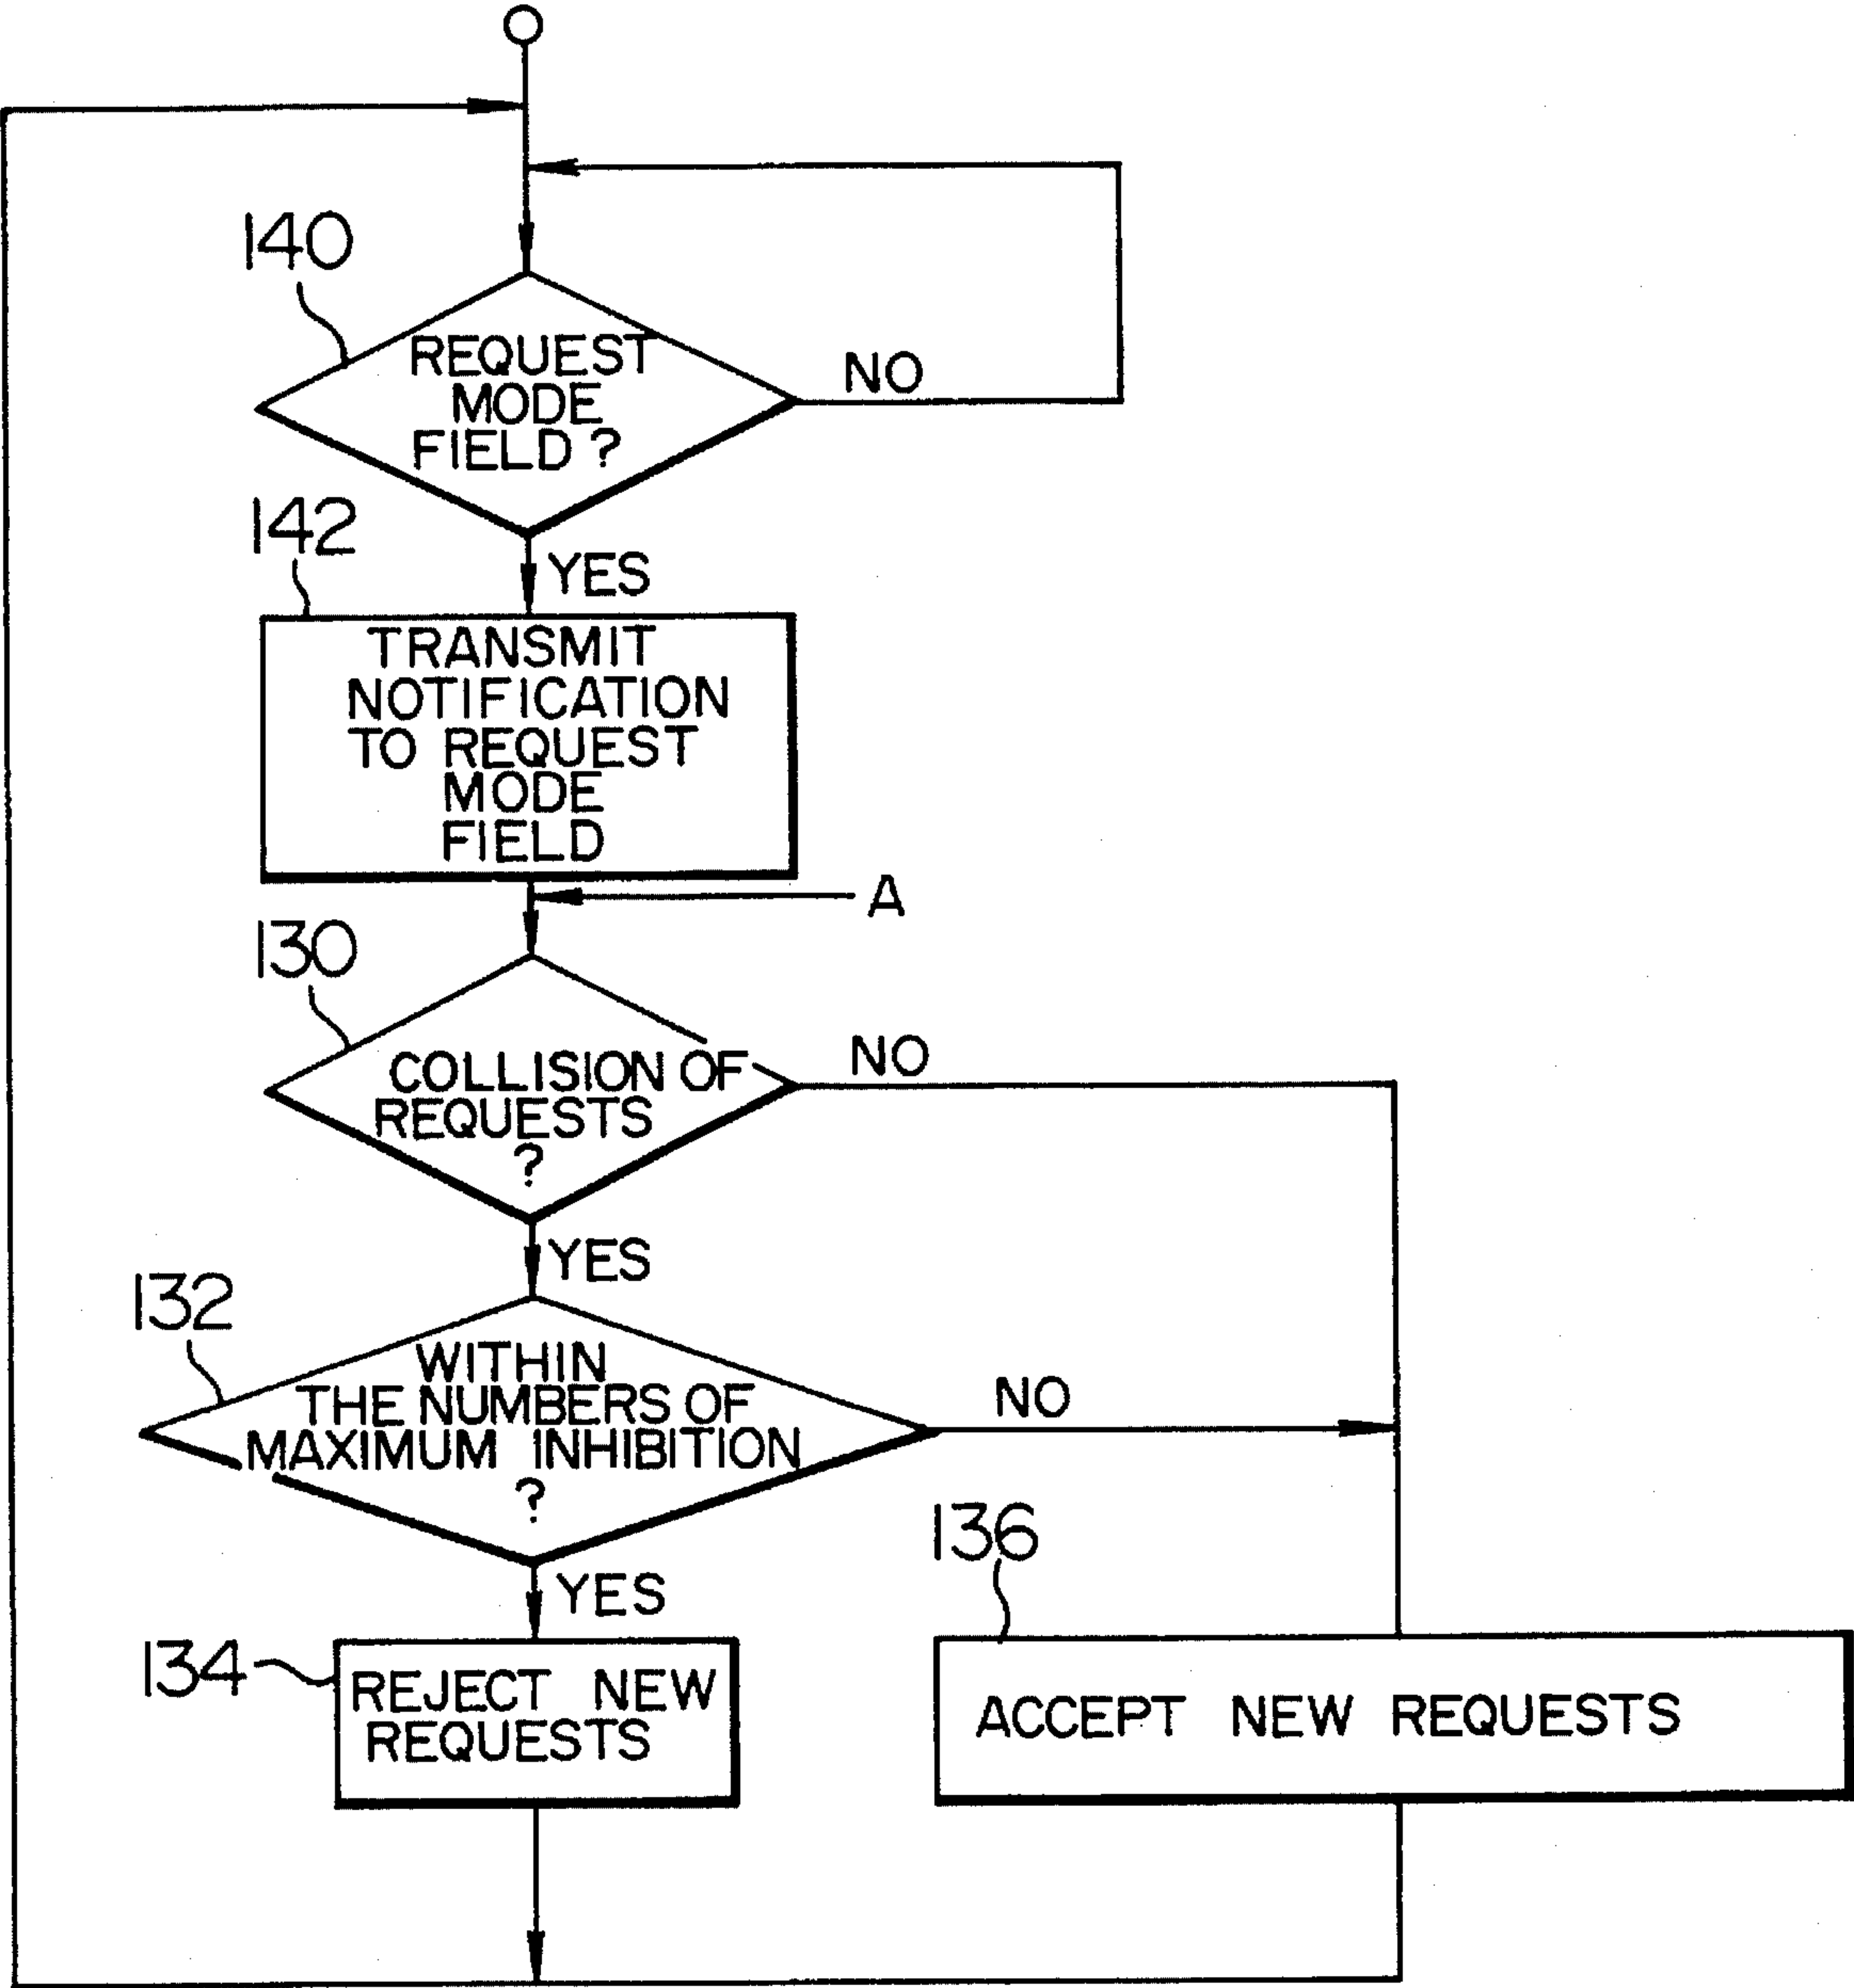 140
REQUEST
MODE
FIELD ?
NO
142
YES
TRANSMIT
NOTIFICATION
TO REQUEST
MODE
FIELD
A
130
COLLISION OF
REQUESTS
?
NO
YES
132
WITHIN
THE NUMBERS OF
MAXIMUM INHIBITION
?
NO
YES
136
134
REJECT NEW
REQUESTS
ACCEPT NEW REQUESTS